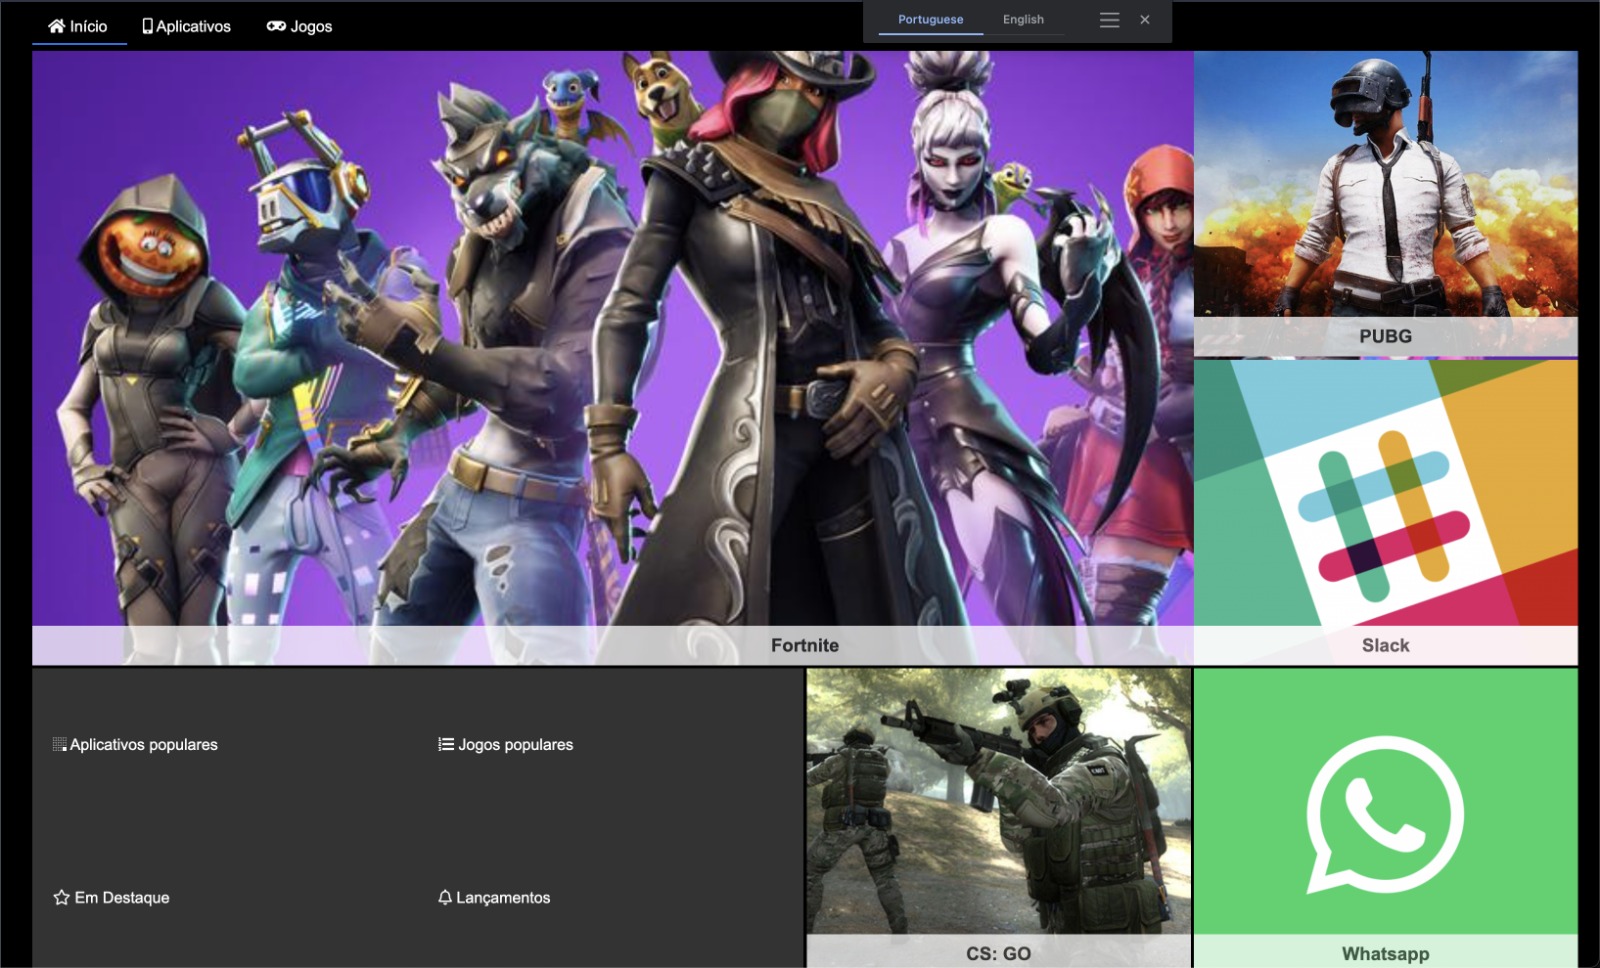 Início
Aplicativos
Jogos
Portuguese
English
PUBG
Fortnite
Slack
Aplicativos populares
Jogos populares
Em Destaque
Lançamentos
CS: GO
Whatsapp